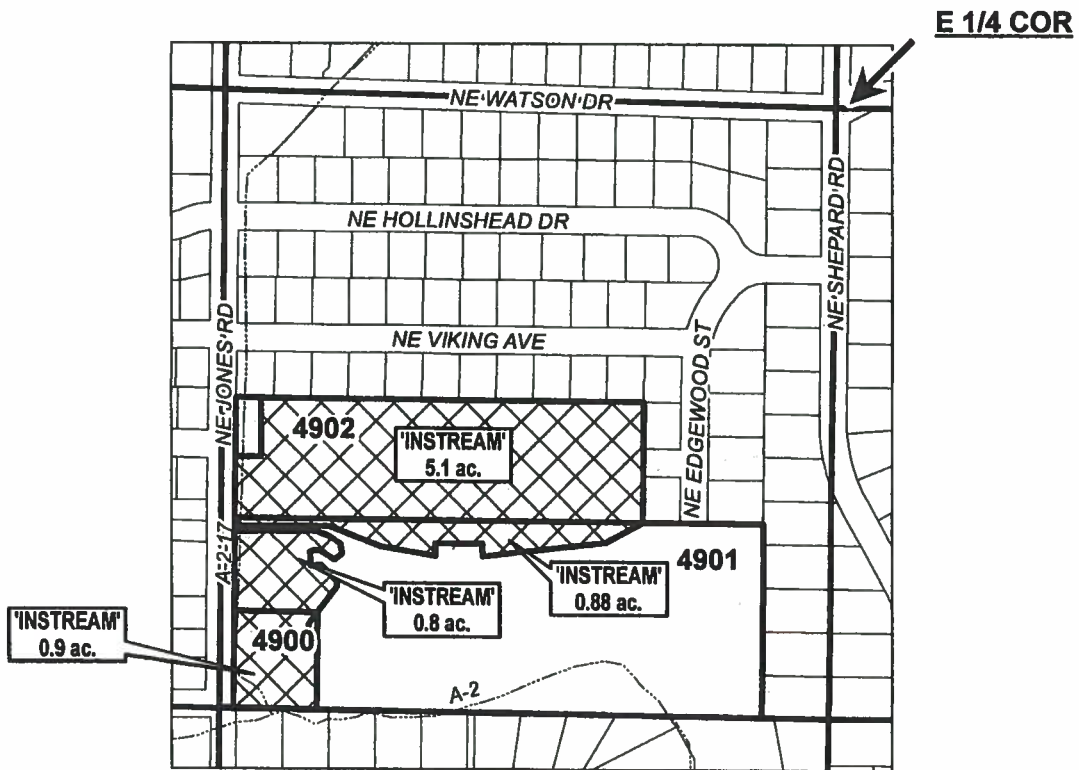 E 1/4 COR
NE WATSON DR
NE SHEPARD RD
NE HOLLINSHEAD DR
NE JONES RD
NE VIKING AVE
NE EDGEWOOD ST
4902
'INSTREAM'
5.1 ac.
4901
A-2-17
'INSTREAM'
0.88 ac.
'INSTREAM'
0.8 ac.
'INSTREAM'
0.9 ac.
4900
A-2